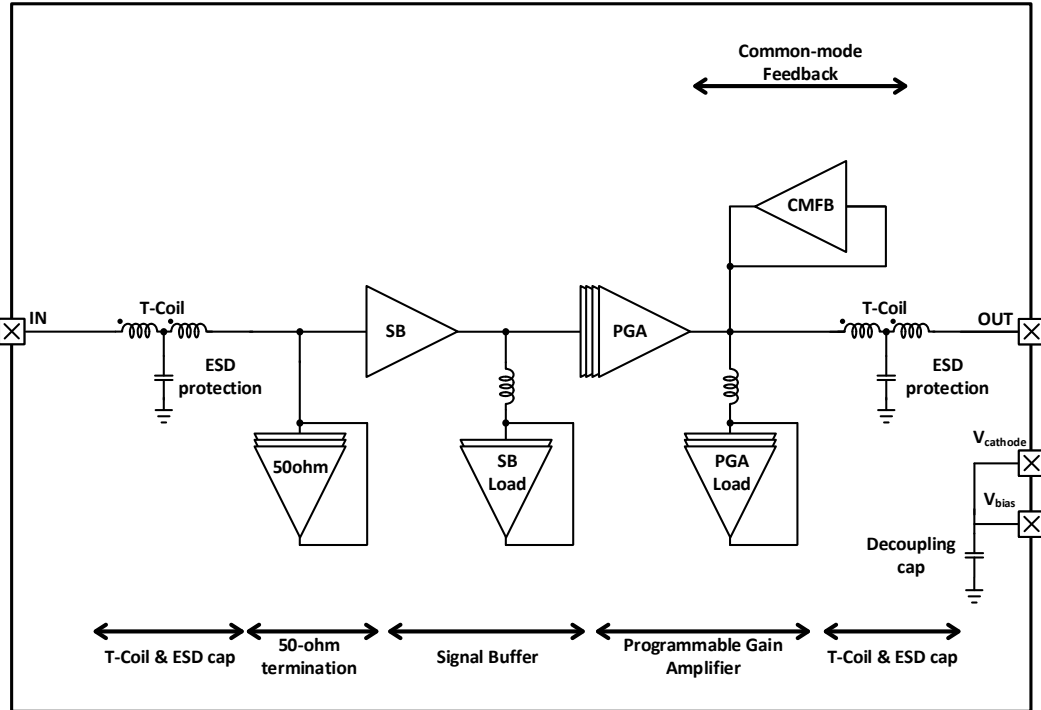 Common-mode
Feedback
CMFB
IN
T-Coil
ESD
protection
SB
PGA
T-Coil
OUT
ESD
protection
50ohm
SB
Load
PGA
Load
Vcathode
Vbias
Decoupling
cap
T-Coil & ESD cap
50-ohm
termination
Signal Buffer
Programmable Gain
Amplifier
T-Coil & ESD cap